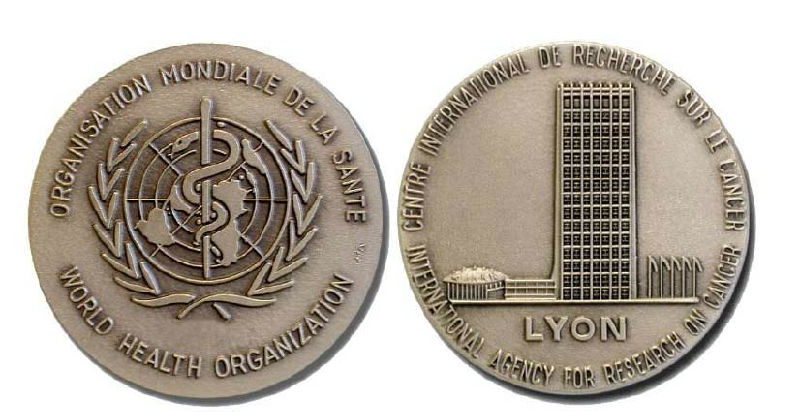 ORGANISATION MONDIALE DE LA SANTE
WORLD HEALTH ORGANIZATION
CENTRE INTERNATIONAL DE RECHERCHE SUR LE CANCER
LYON
INTERNATIONAL AGENCY FOR RESEARCH ON CANCER